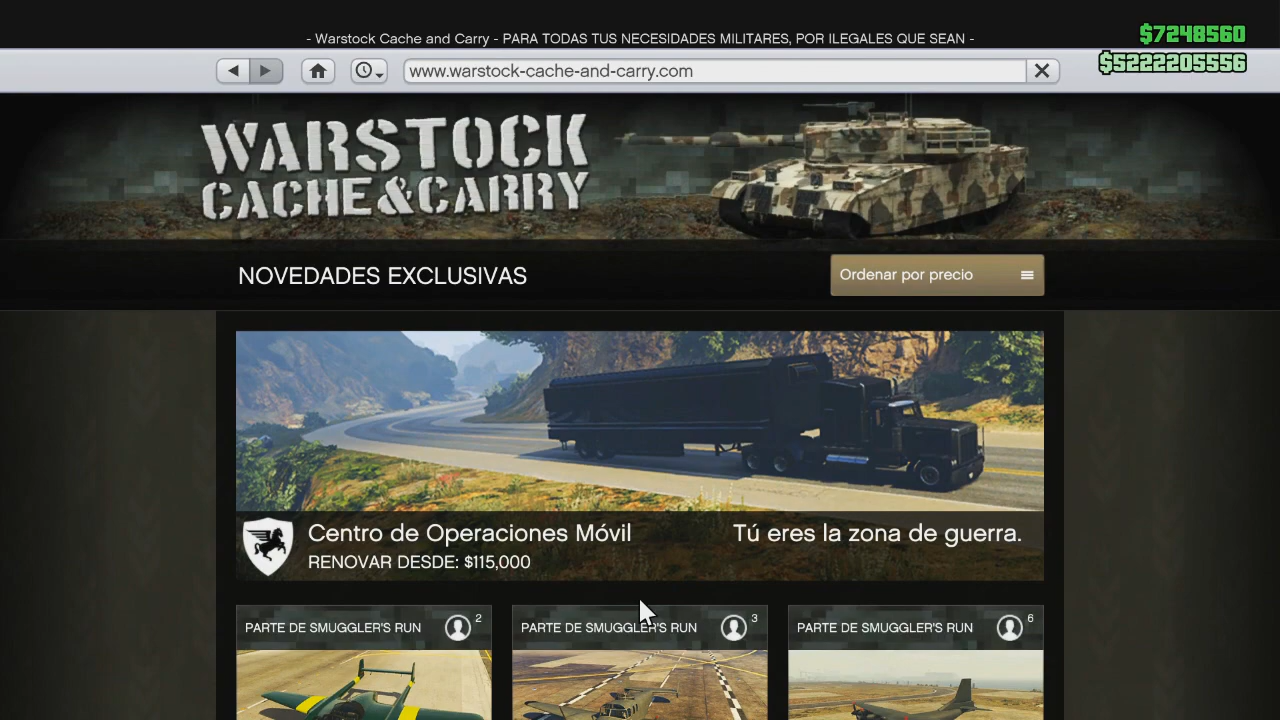 - Warstock Cache and Carry - PARA TODAS TUS NECESIDADES MILITARES, POR ILEGALES QUE SEAN -
$7248560
$5222205556
www.warstock-cache-and-carry.com
WARSTOCK
CACHE&CARRY
NOVEDADES EXCLUSIVAS
Ordenar por precio
Centro de Operaciones Móvil
Tú eres la zona de guerra.
RENOVAR DESDE: $115,000
PARTE DE SMUGGLER'S RUN 2
PARTE DE SMUGGLER'S RUN 3
PARTE DE SMUGGLER'S RUN 6